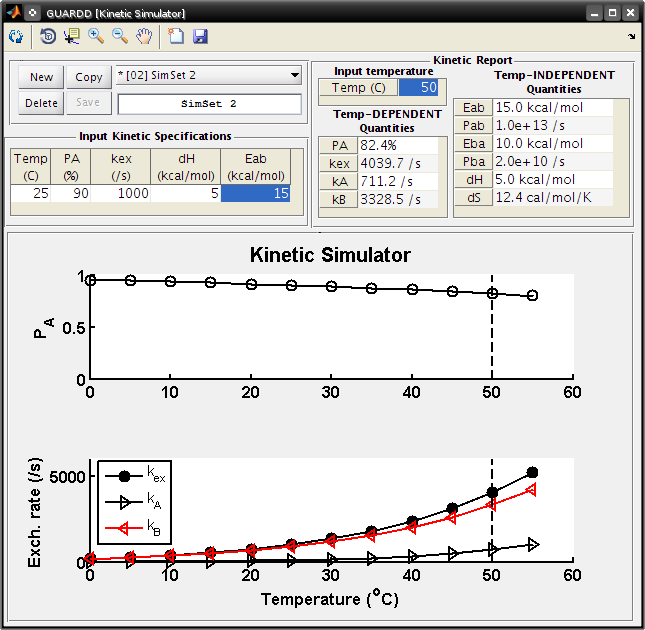 GUARDD [Kinetic Simulator]
New
Copy
* [02] SimSet 2
Delete
Save
SimSet 2
Input Kinetic Specifications
Temp (C)
PA (%)
kex (/s)
dH (kcal/mol)
Eab (kcal/mol)
25
90
1000
5
15
Kinetic Report
Input temperature
Temp (C) 50
Temp-DEPENDENT
Quantities
PA 82.4%
kex 4039.7 /s
kA 711.2 /s
kB 3328.5 /s
Temp-INDEPENDENT
Quantities
Eab 15.0 kcal/mol
Pab 1.0e+13 /s
Eba 10.0 kcal/mol
Pba 2.0e+10 /s
dH 5.0 kcal/mol
dS 12.4 cal/mol/K
Kinetic Simulator
P_A
1
0.5
0
0 10 20 30 40 50 60
Exch. rate (/s)
5000
0
k_ex
k_A
k_B
0 10 20 30 40 50 60
Temperature (°C)